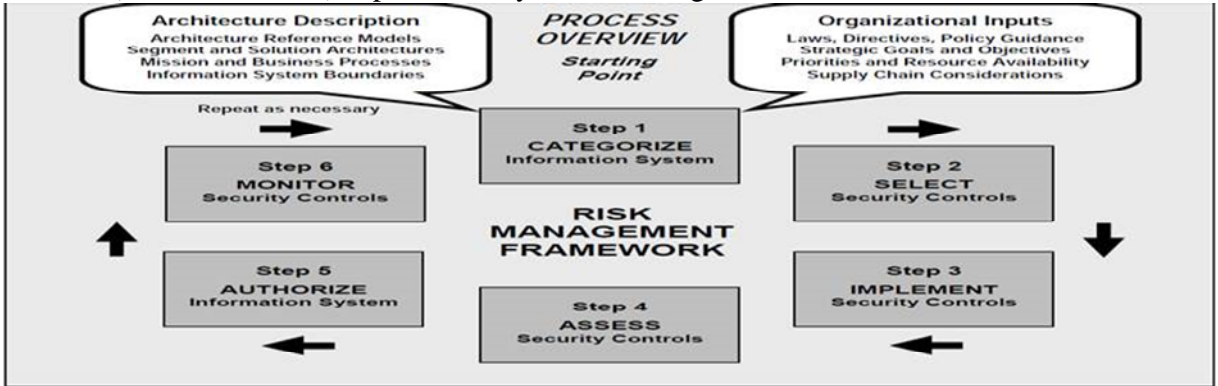 Architecture Description
Architecture Reference Models
Segment and Solution Architectures
Mission and Business Processes
Information System Boundaries
PROCESS
OVERVIEW
Starting
Point
Organizational Inputs
Laws, Directives, Policy Guidance
Strategic Goals and Objectives
Priorities and Resource Availability
Supply Chain Considerations
Repeat as necessary
Step 1
CATEGORIZE
Information System
Step 6
MONITOR
Security Controls
Step 2
SELECT
Security Controls
RISK
MANAGEMENT
FRAMEWORK
Step 5
AUTHORIZE
Information System
Step 3
IMPLEMENT
Security Controls
Step 4
ASSESS
Security Controls